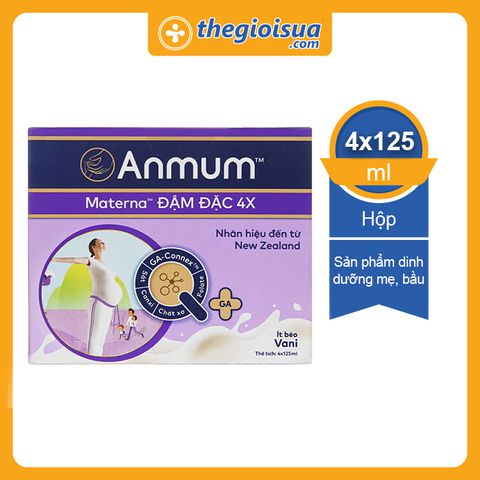 thegioisua
.com
Anmum™
Materna™ ĐẬM ĐẶC 4X
Nhãn hiệu đến từ
New Zealand
GA-Connex™
Sắt
Canxi
Chất xơ
Folate
GA
Ít béo
Vani
Thể tích: 4x125ml
4x125
ml
Hộp
Sản phẩm dinh
dưỡng mẹ, bầu